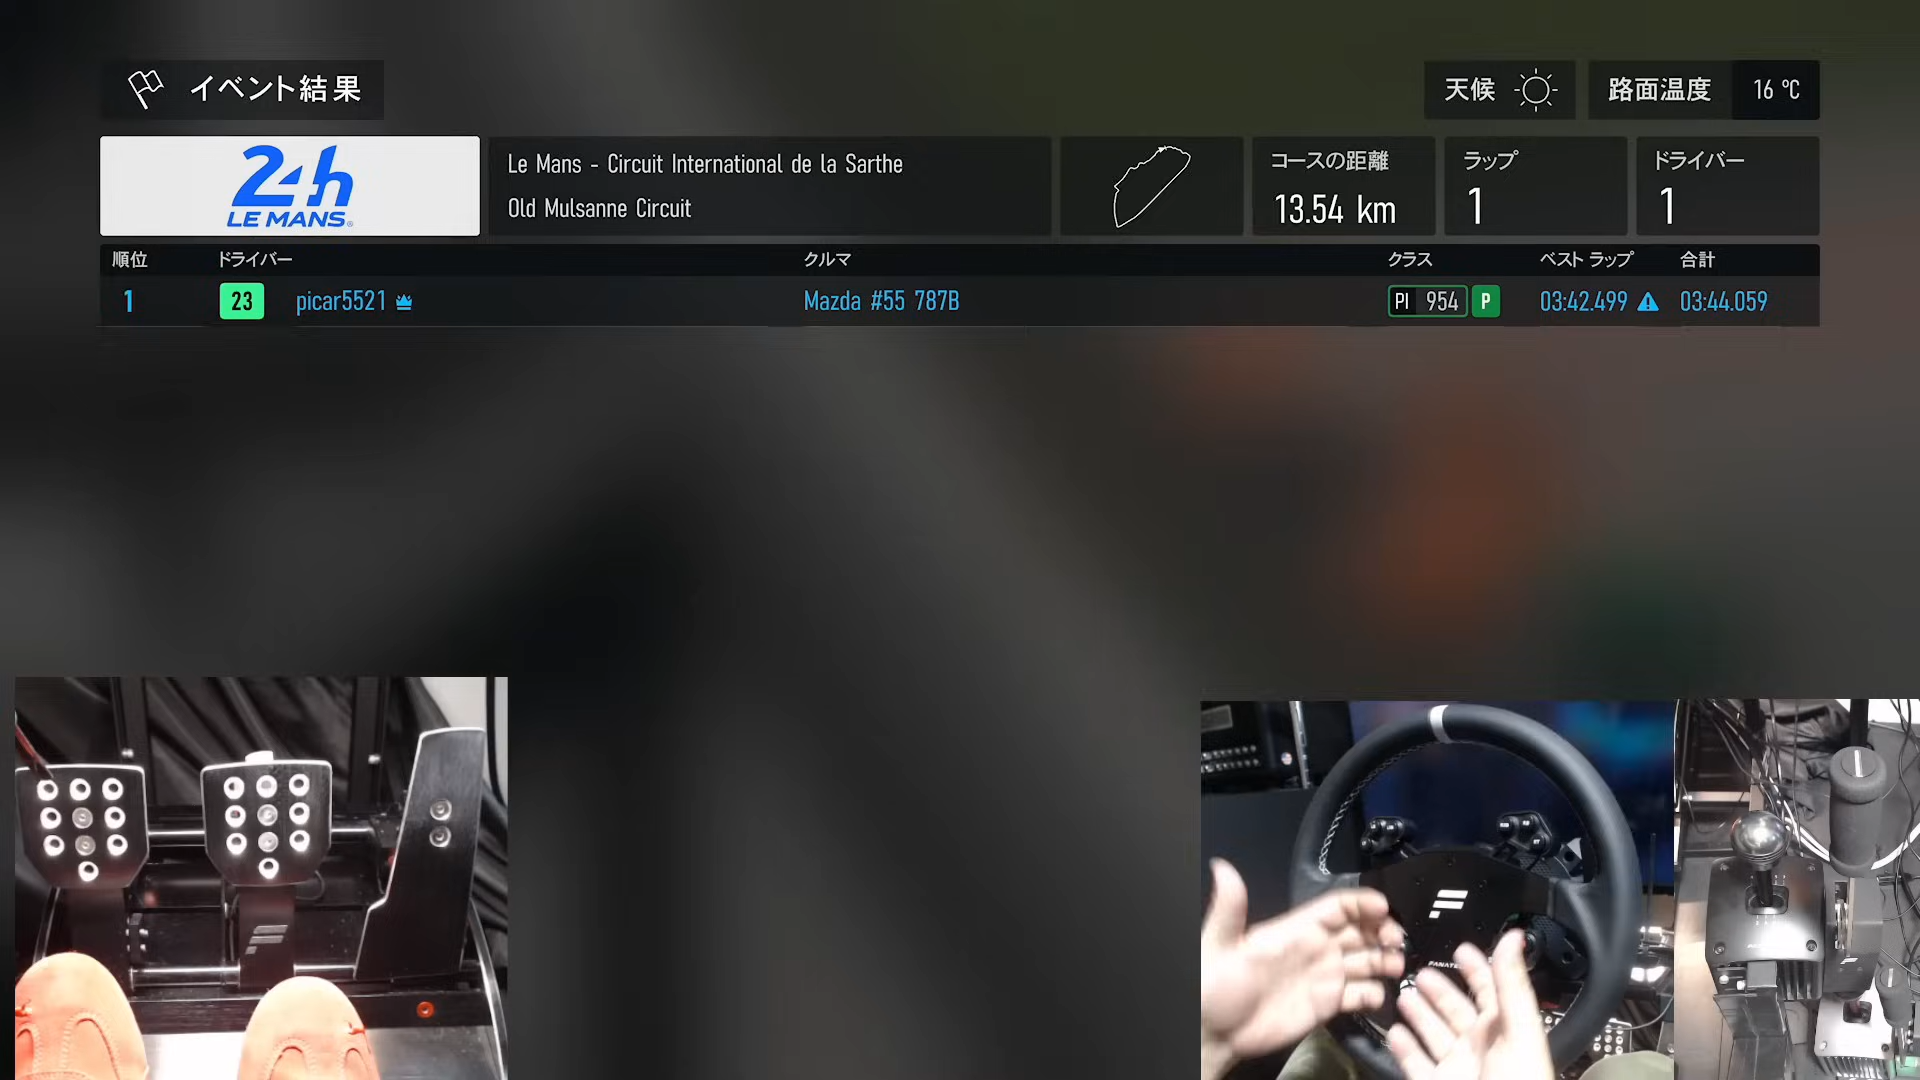 イベント結果
天候
路面温度 16 ℃
24h
LE MANS
Le Mans - Circuit International de la Sarthe
Old Mulsanne Circuit
コースの距離
13.54 km
ラップ
1
ドライバー
1
順位 ドライバー クルマ クラス ベスト ラップ 合計
1 23 picar5521 Mazda #55 787B PI 954 P 03:42.499 03:44.059